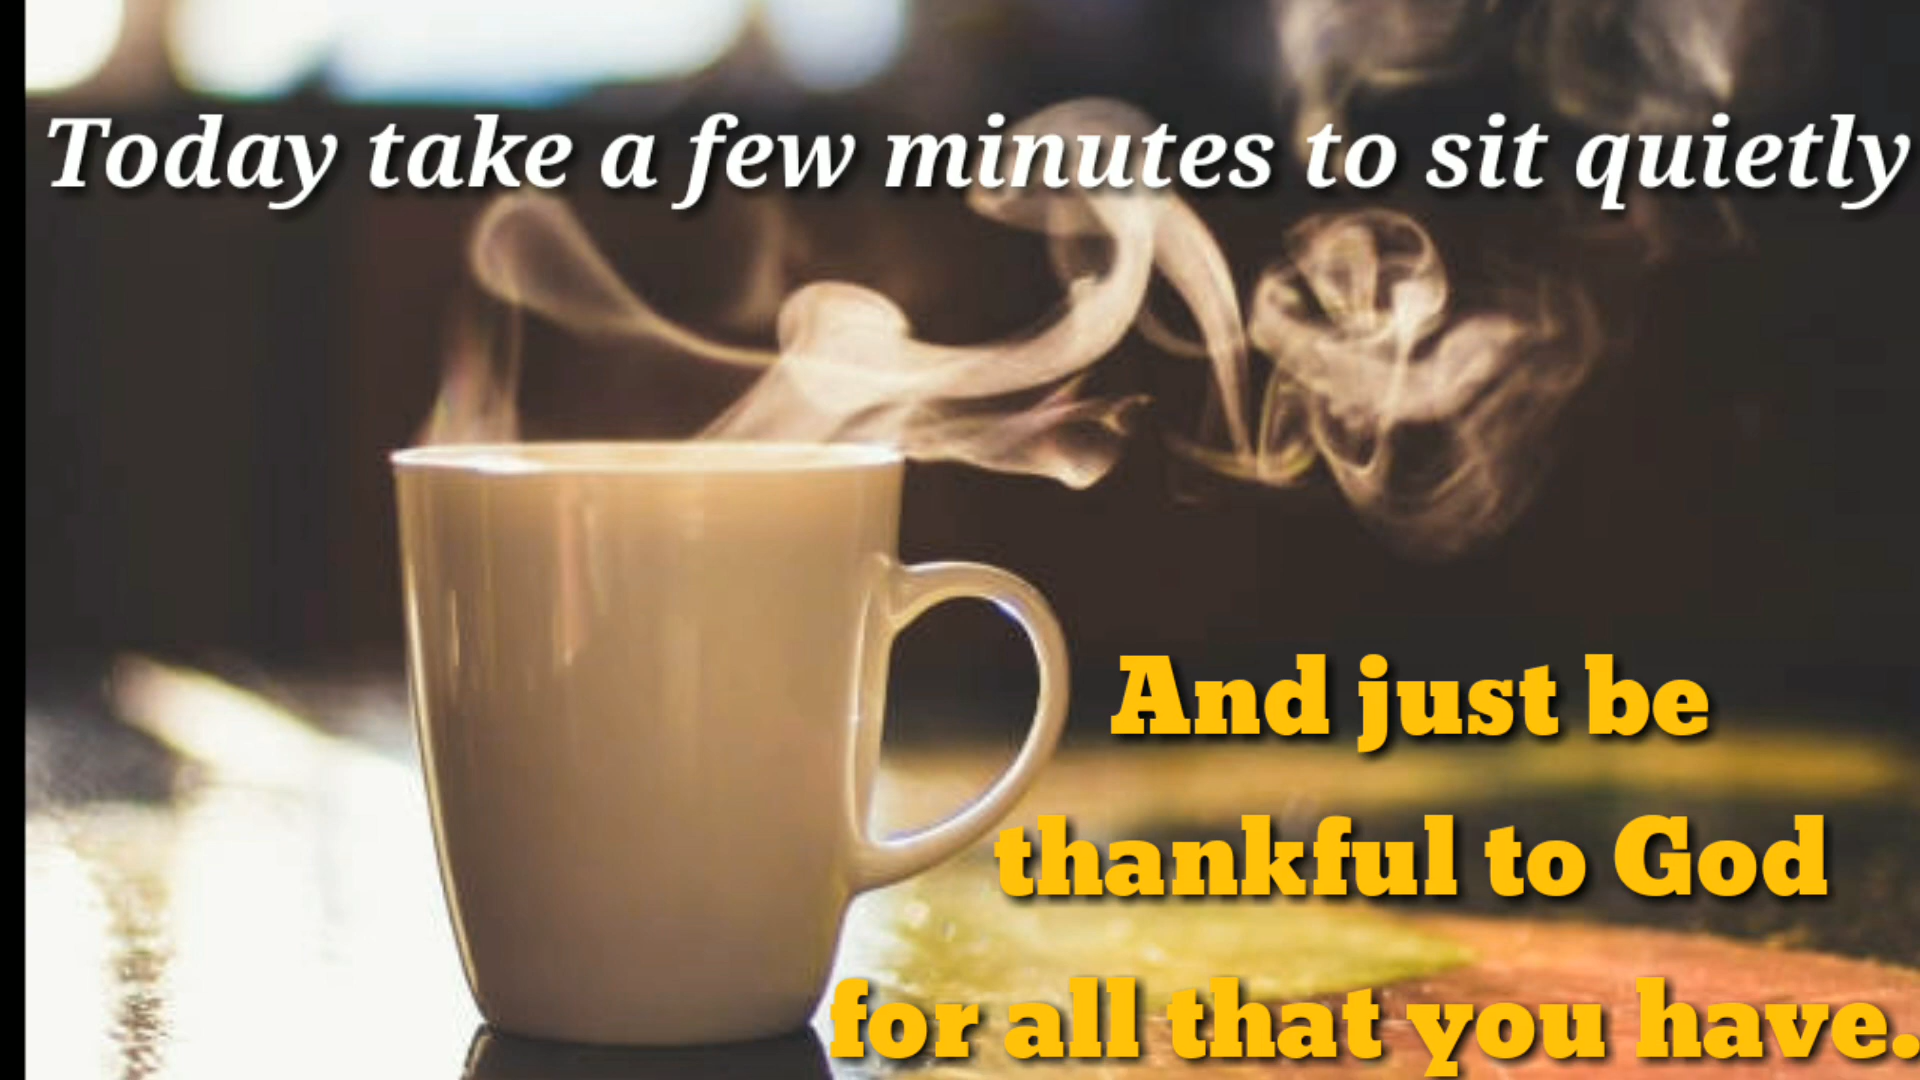 Today take a few minutes to sit quietly
And just be
thankful to God
for all that you have.